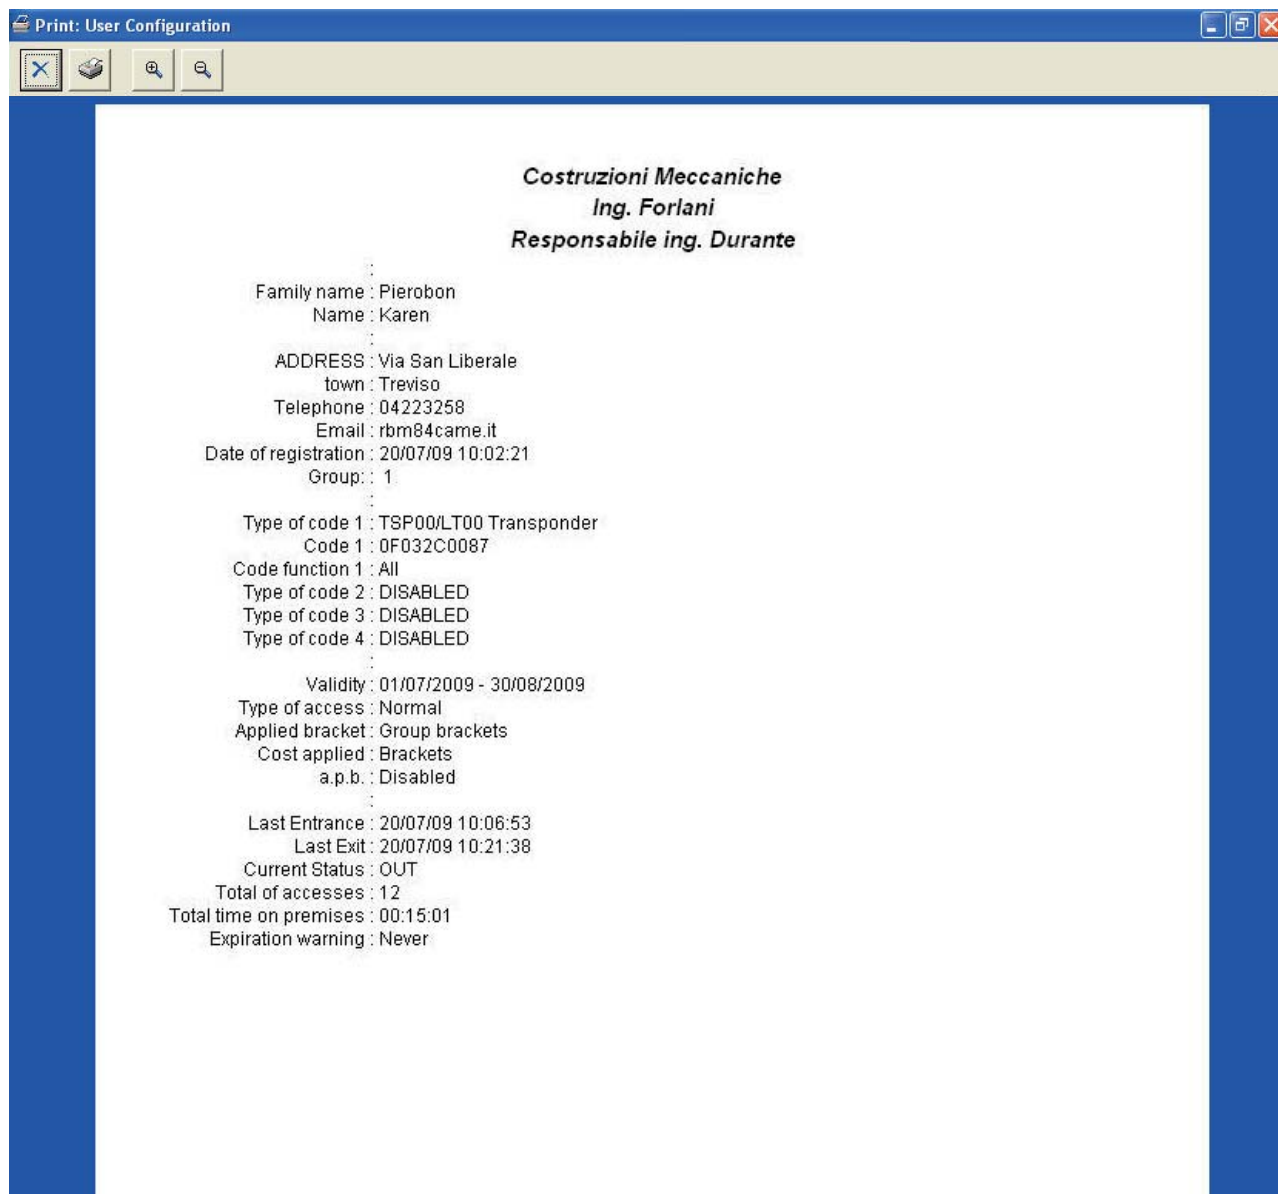 Print: User Configuration
Costruzioni Meccaniche
Ing. Forlani
Responsabile ing. Durante
:
Family name : Pierobon
Name : Karen
:
ADDRESS : Via San Liberale
town : Treviso
Telephone : 04223258
Email : rbm84came.it
Date of registration : 20/07/09 10:02:21
Group: : 1
:
Type of code 1 : TSP00/LT00 Transponder
Code 1 : 0F032C0087
Code function 1 : All
Type of code 2 : DISABLED
Type of code 3 : DISABLED
Type of code 4 : DISABLED
:
Validity : 01/07/2009 - 30/08/2009
Type of access : Normal
Applied bracket : Group brackets
Cost applied : Brackets
a.p.b. : Disabled
:
Last Entrance : 20/07/09 10:06:53
Last Exit : 20/07/09 10:21:38
Current Status : OUT
Total of accesses : 12
Total time on premises : 00:15:01
Expiration warning : Never